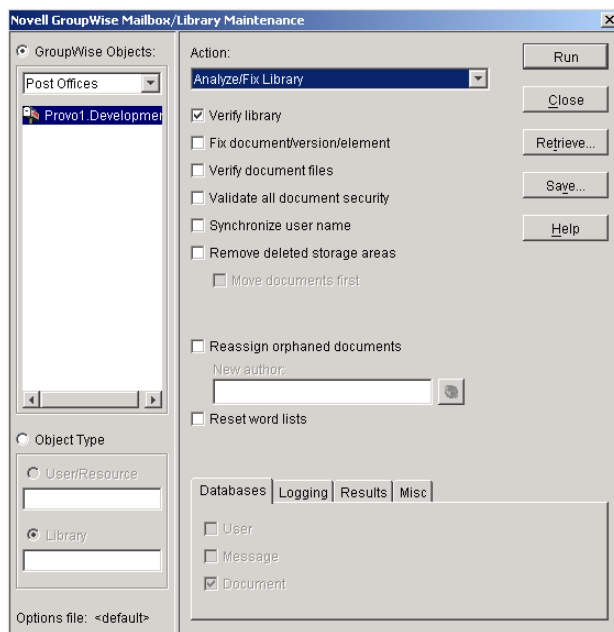 Novell GroupWise Mailbox/Library Maintenance
GroupWise Objects:
Post Offices
Provo1.Developmer
Object Type
User/Resource
Library
Options file: <default>
Action:
Analyze/Fix Library
Verify library
Fix document/version/element
Verify document files
Validate all document security
Synchronize user name
Remove deleted storage areas
Move documents first
Reassign orphaned documents
New author:
Reset word lists
Databases Logging Results Misc
User
Message
Document
Run
Close
Retrieve...
Save...
Help